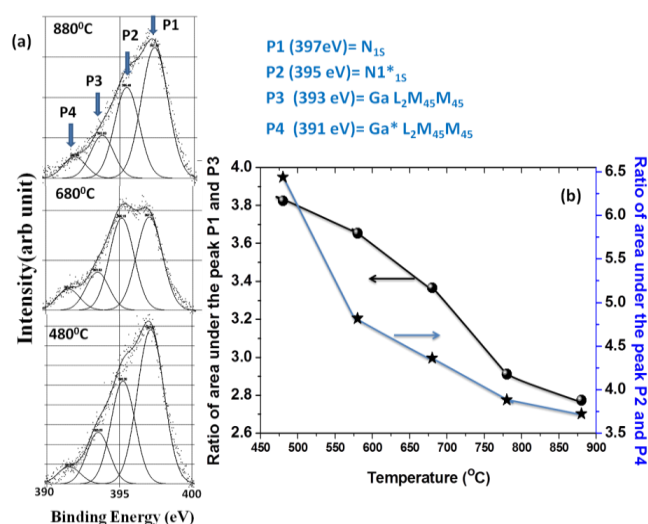 (a)
880⁰C
P1
P2
P3
P4
680⁰C
480⁰C
Intensity(arb unit)
390
395
400
Binding Energy (eV)
P1 (397eV)= N1S
P2 (395 eV)= N1*1S
P3 (393 eV)= Ga L2M45M45
P4 (391 eV)= Ga* L2M45M45
(b)
Ratio of area under the peak P1 and P3
4.0
3.8
3.6
3.4
3.2
3.0
2.8
2.6
450 500 550 600 650 700 750 800 850 900
Temperature (OC)
6.5
6.0
5.5
5.0
4.5
4.0
3.5
Ratio of area under the peak P2 and P4